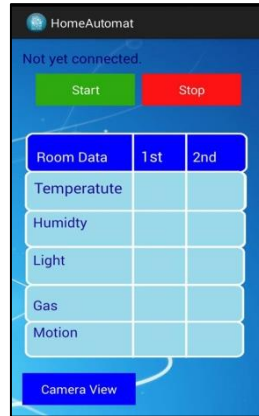 HomeAutomat
Not yet connected.
Start Stop
Room Data 1st 2nd
Temperatute
Humidty
Light
Gas
Motion
Camera View